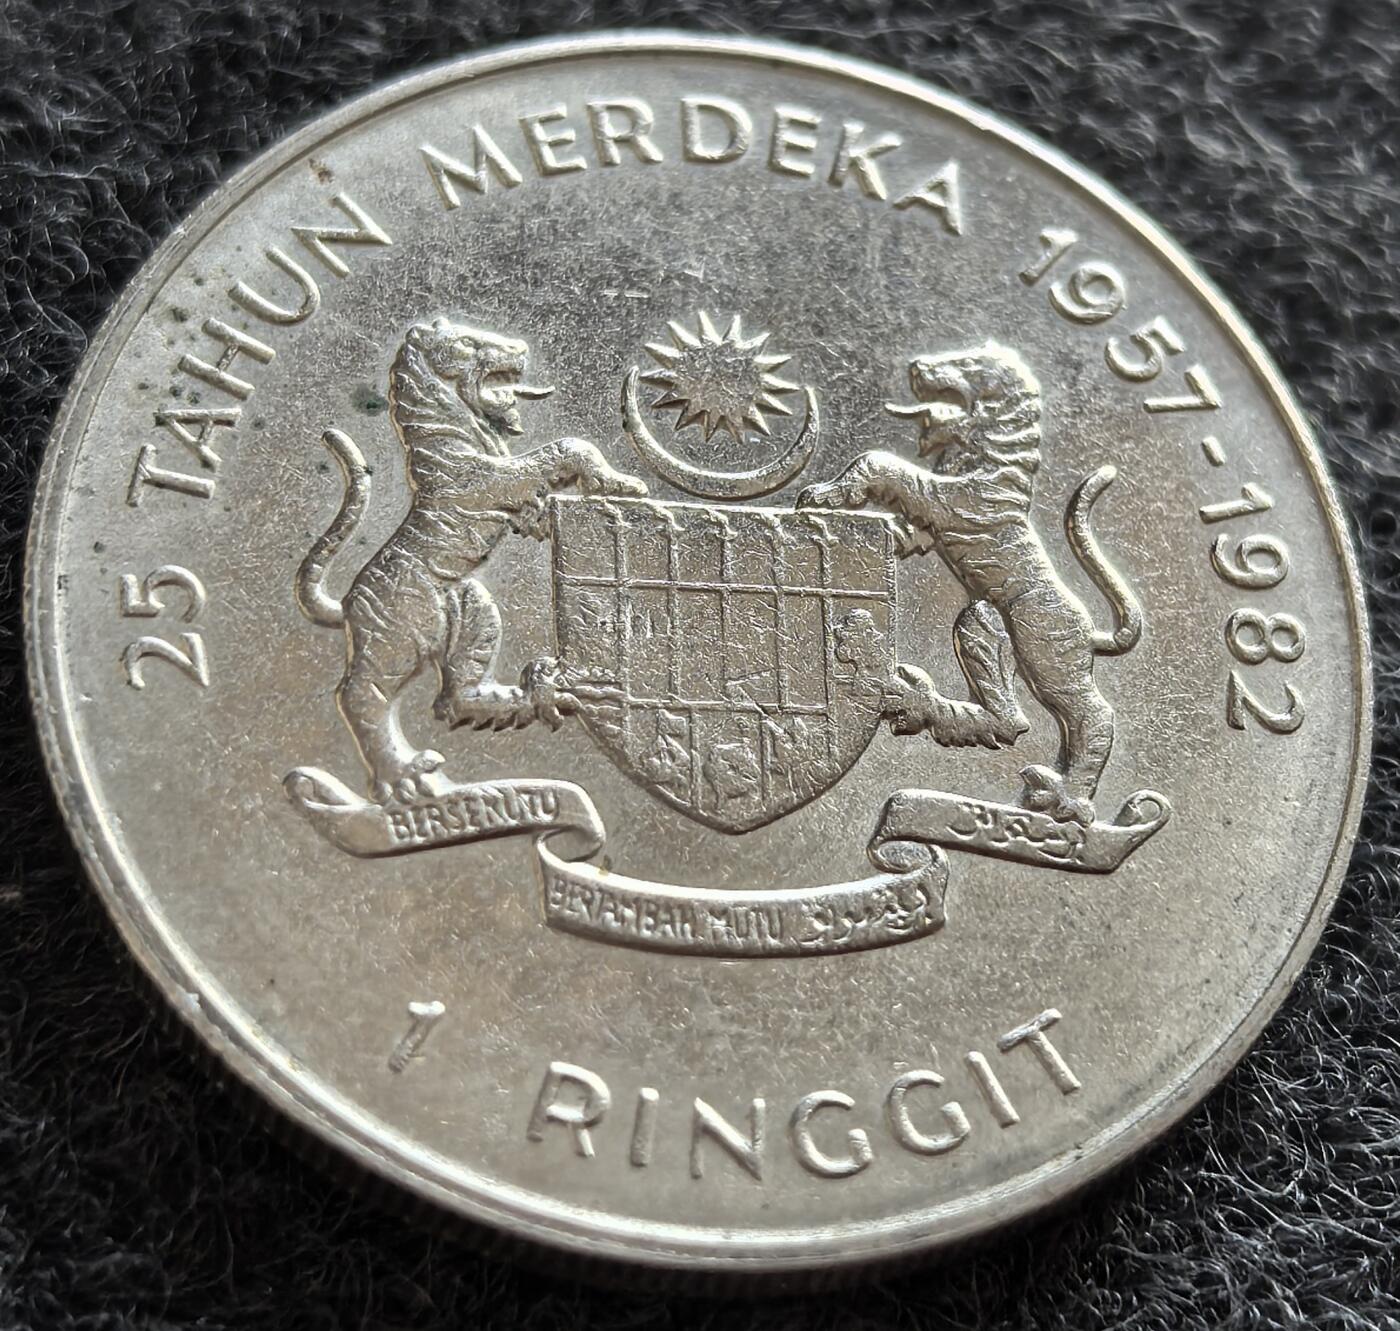 25 TAHUN MERDEKA 1957-1982
BERSEKUTU
BERTAMBAH MUTU
1 RINGGIT